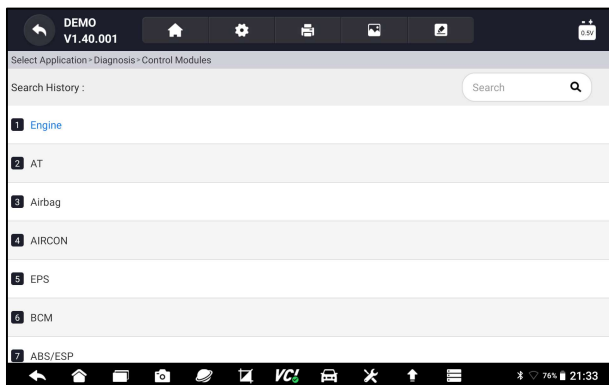 DEMO
V1.40.001
0.5V
Select Application>Diagnosis>Control Modules
Search History :
Search
1 Engine
2 AT
3 Airbag
4 AIRCON
5 EPS
6 BCM
7 ABS/ESP
VCI
76% 21:33